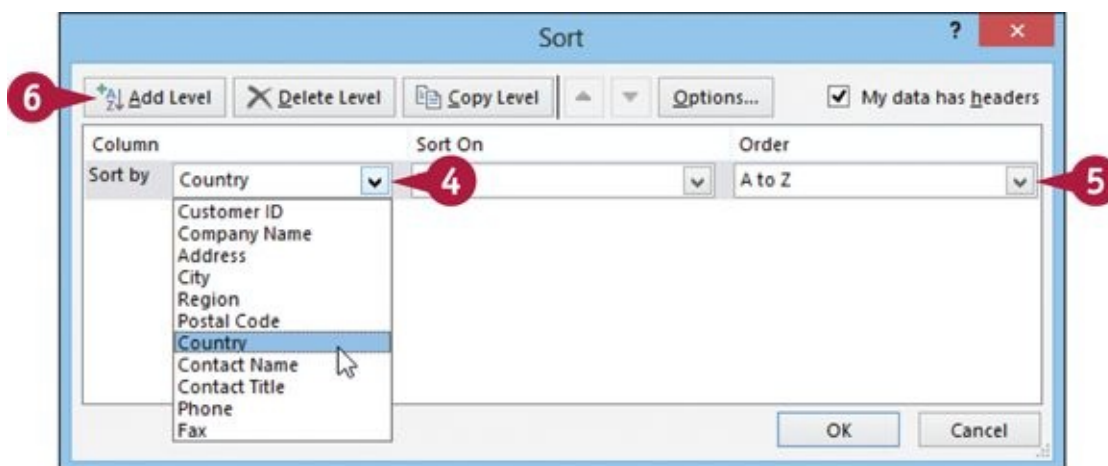 Sort ? ×
6 Add Level Delete Level Copy Level Options... My data has headers
Column Sort On Order
Sort by Country 4 A to Z 5
Customer ID
Company Name
Address
City
Region
Postal Code
Country
Contact Name
Contact Title
Phone
Fax
OK Cancel